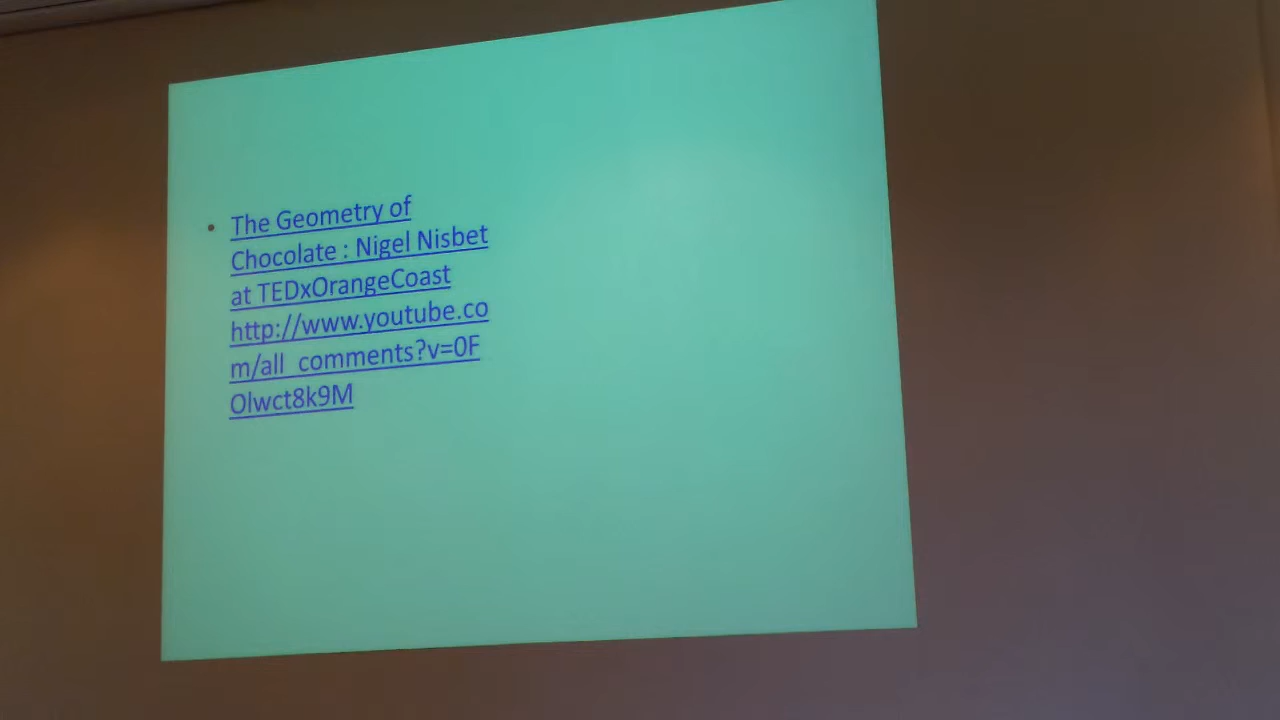 • The Geometry of
Chocolate : Nigel Nisbet
at TEDxOrangeCoast
http://www.youtube.co
m/all_comments?v=0F
Olwct8k9M